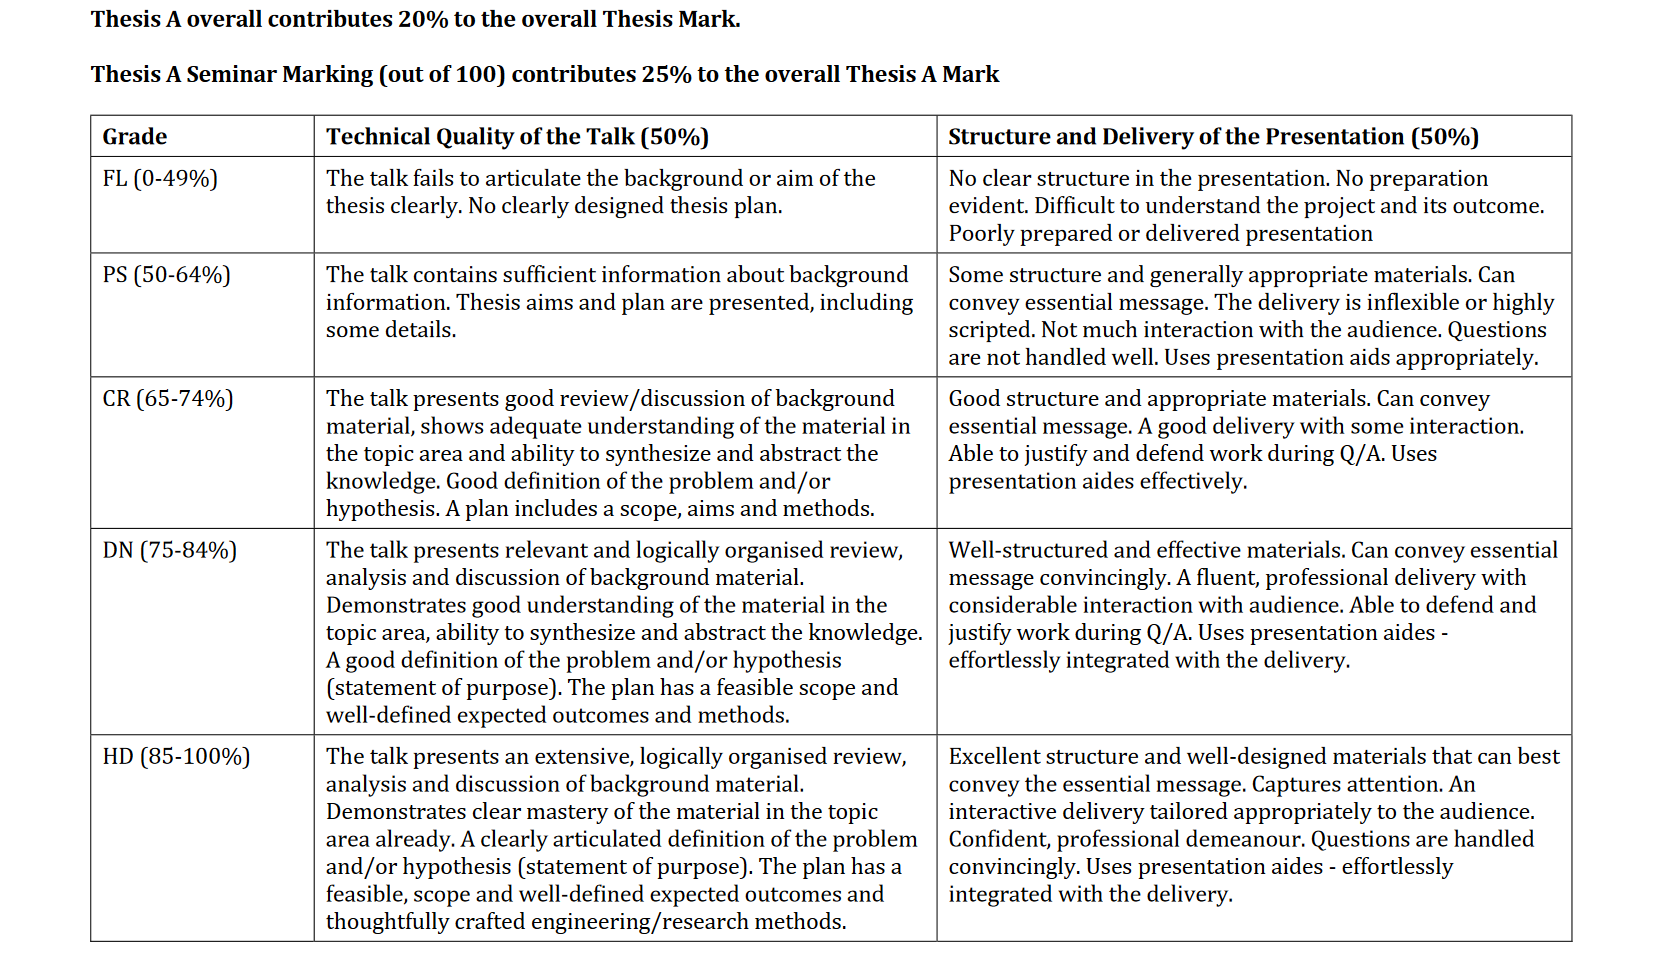 Thesis A overall contributes 20% to the overall Thesis Mark.
Thesis A Seminar Marking (out of 100) contributes 25% to the overall Thesis A Mark
Grade
Technical Quality of the Talk (50%)
Structure and Delivery of the Presentation (50%)
FL (0-49%)
The talk fails to articulate the background or aim of the
thesis clearly. No clearly designed thesis plan.
No clear structure in the presentation. No preparation
evident. Difficult to understand the project and its outcome.
Poorly prepared or delivered presentation
PS (50-64%)
The talk contains sufficient information about background
information. Thesis aims and plan are presented, including
some details.
Some structure and generally appropriate materials. Can
convey essential message. The delivery is inflexible or highly
scripted. Not much interaction with the audience. Questions
are not handled well. Uses presentation aids appropriately.
CR (65-74%)
The talk presents good review/discussion of background
material, shows adequate understanding of the material in
the topic area and ability to synthesize and abstract the
knowledge. Good definition of the problem and/or
hypothesis. A plan includes a scope, aims and methods.
Good structure and appropriate materials. Can convey
essential message. A good delivery with some interaction.
Able to justify and defend work during Q/A. Uses
presentation aides effectively.
DN (75-84%)
The talk presents relevant and logically organised review,
analysis and discussion of background material.
Demonstrates good understanding of the material in the
topic area, ability to synthesize and abstract the knowledge.
A good definition of the problem and/or hypothesis
(statement of purpose). The plan has a feasible scope and
well-defined expected outcomes and methods.
Well-structured and effective materials. Can convey essential
message convincingly. A fluent, professional delivery with
considerable interaction with audience. Able to defend and
justify work during Q/A. Uses presentation aides -
effortlessly integrated with the delivery.
HD (85-100%)
The talk presents an extensive, logically organised review,
analysis and discussion of background material.
Demonstrates clear mastery of the material in the topic
area already. A clearly articulated definition of the problem
and/or hypothesis (statement of purpose). The plan has a
feasible, scope and well-defined expected outcomes and
thoughtfully crafted engineering/research methods.
Excellent structure and well-designed materials that can best
convey the essential message. Captures attention. An
interactive delivery tailored appropriately to the audience.
Confident, professional demeanour. Questions are handled
convincingly. Uses presentation aides - effortlessly
integrated with the delivery.